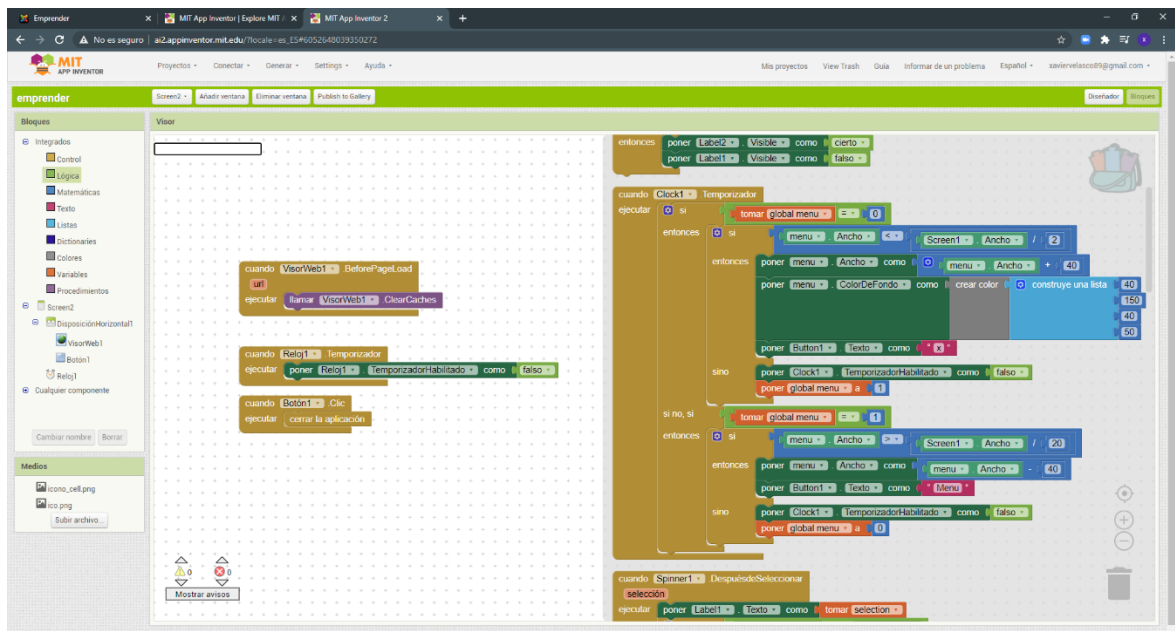 Emprender
MIT App Inventor | Explore MIT A
MIT App Inventor 2
No es seguro | ai2.appinventor.mit.edu/?locale=es_ES#6052648039350272
MIT
APP INVENTOR
Proyectos
Conectar
Generar
Settings
Ayuda
Mis proyectos
View Trash
Guía
Informar de un problema
Español
xaviervelasco89@gmail.com
emprender
Screen2
Añadir ventana
Eliminar ventana
Publish to Gallery
Diseñador
Bloques
Bloques
Integrados
Control
Lógica
Matemáticas
Texto
Listas
Dictionaries
Colores
Variables
Procedimientos
Screen2
DisposiciónHorizontal1
VisorWeb1
Botón1
Reloj1
Cualquier componente
Cambiar nombre
Borrar
Medios
icono_cell.png
ico.png
Subir archivo...
Visor
cuando VisorWeb1 .BeforePageLoad
url
ejecutar llamar VisorWeb1 .ClearCaches
cuando Reloj1 .Temporizador
ejecutar poner Reloj1 . TemporizadorHabilitado como falso
cuando Botón1 .Clic
ejecutar cerrar la aplicación
0 0
Mostrar avisos
entonces poner Label2 . Visible como cierto
poner Label1 . Visible como falso
cuando Clock1 .Temporizador
ejecutar si tomar global menu = 0
entonces si menu . Ancho < Screen1 . Ancho / 2
entonces poner menu . Ancho como menu . Ancho + 40
poner menu . ColorDeFondo como crear color construye una lista 40
150
40
50
poner Button1 . Texto como " x "
sino poner Clock1 . TemporizadorHabilitado como falso
poner global menu a 1
si no, si tomar global menu = 1
entonces si menu . Ancho > Screen1 . Ancho / 20
entonces poner menu . Ancho como menu . Ancho - 40
poner Button1 . Texto como " Menu "
sino poner Clock1 . TemporizadorHabilitado como falso
poner global menu a 0
cuando Spinner1 .DespuésdeSeleccionar
selección
ejecutar poner Label1 . Texto como tomar selection